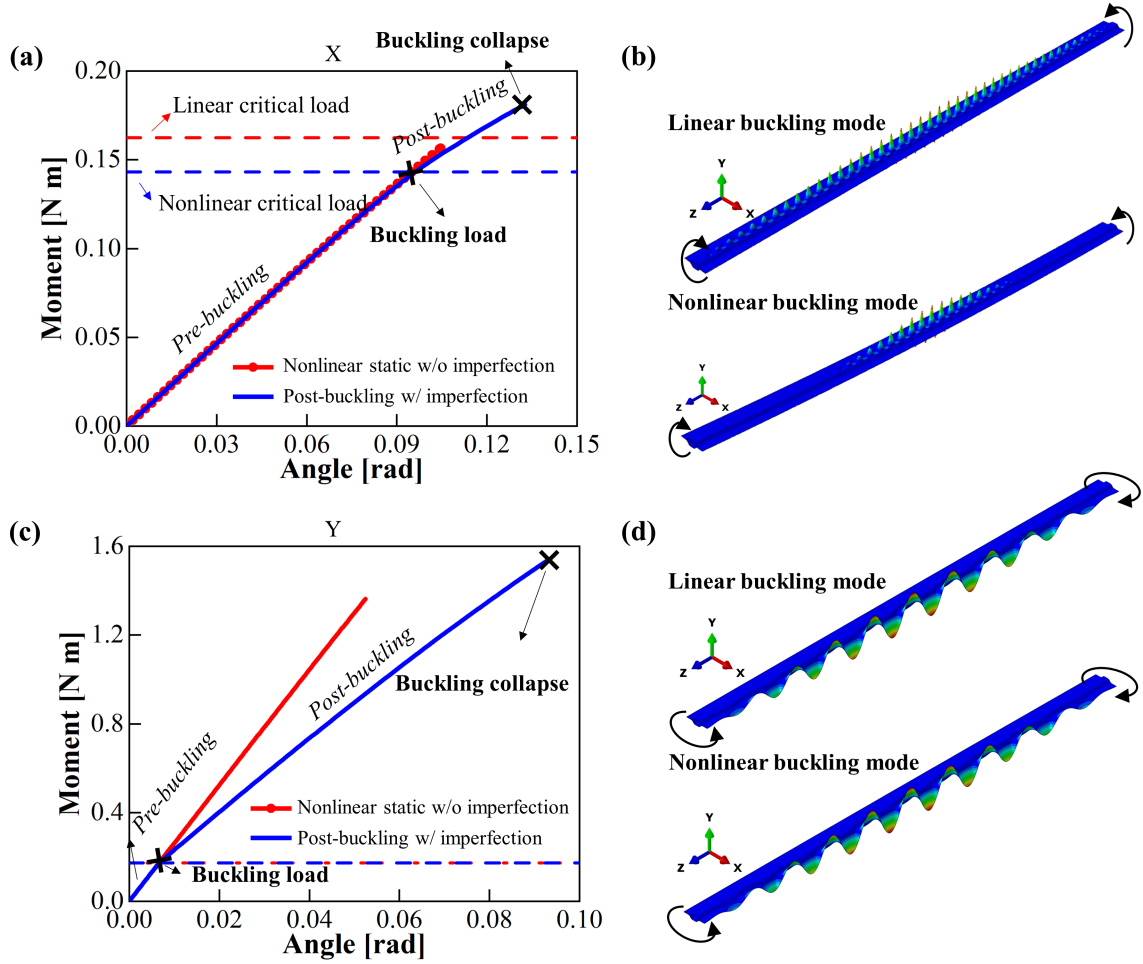 (a)
X
Buckling collapse
0.20
0.15
0.10
0.05
0.00
Moment [N m]
Linear critical load
Post-buckling
Nonlinear critical load
Buckling load
Pre-buckling
Nonlinear static w/o imperfection
Post-buckling w/ imperfection
0.00 0.03 0.06 0.09 0.12 0.15
Angle [rad]
(b)
Linear buckling mode
Y
Z
X
Nonlinear buckling mode
Y
Z
X
(c)
Y
1.6
1.2
0.8
0.4
0.0
Moment [N m]
Post-buckling
Buckling collapse
Pre-buckling
Nonlinear static w/o imperfection
Post-buckling w/ imperfection
Buckling load
0.00 0.02 0.04 0.06 0.08 0.10
Angle [rad]
(d)
Linear buckling mode
Y
Z
X
Nonlinear buckling mode
Y
Z
X